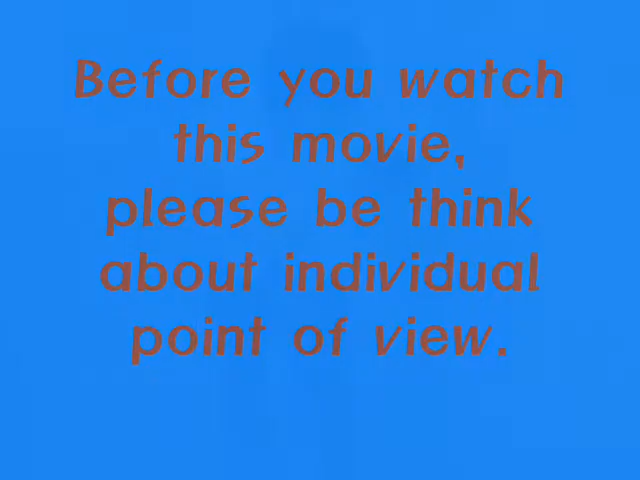 Before you watch
this movie,
please be think
about individual
point of view.